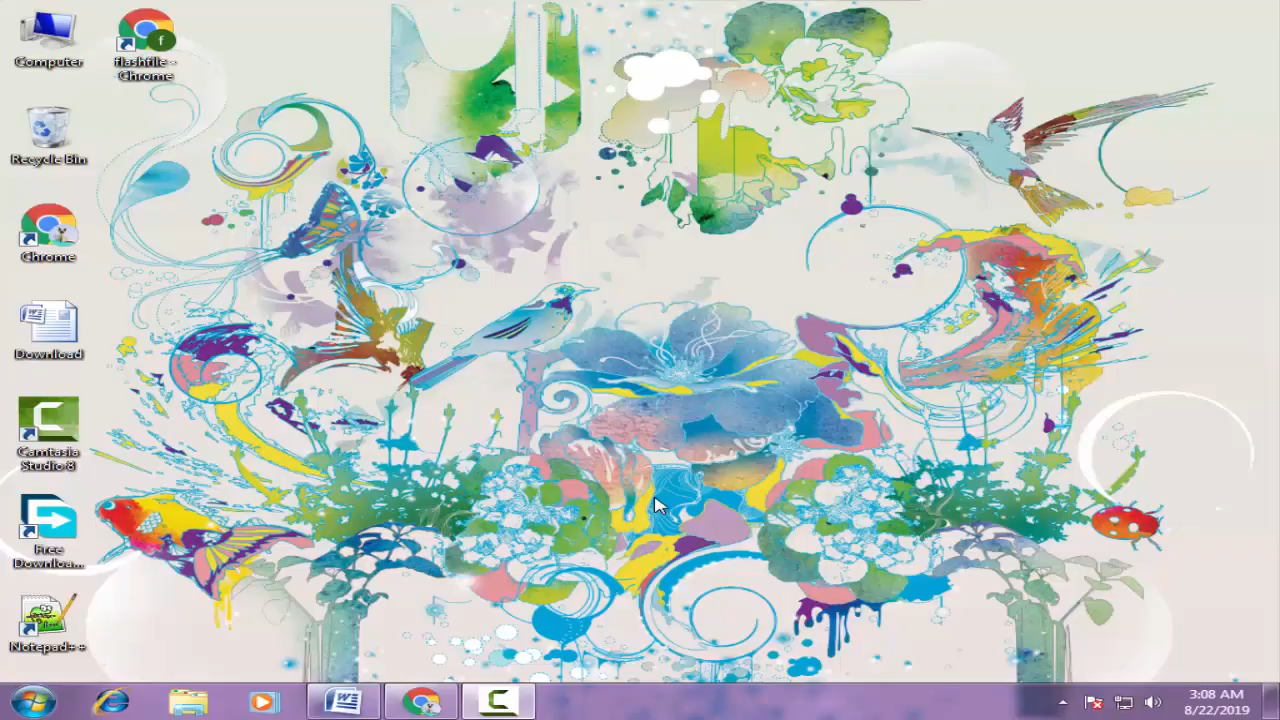 Computer
flashfile -
Chrome
Recycle Bin
Chrome
Download
Camtasia
Studio 8
Free
Downloa...
Notepad++
3:08 AM
8/22/2019